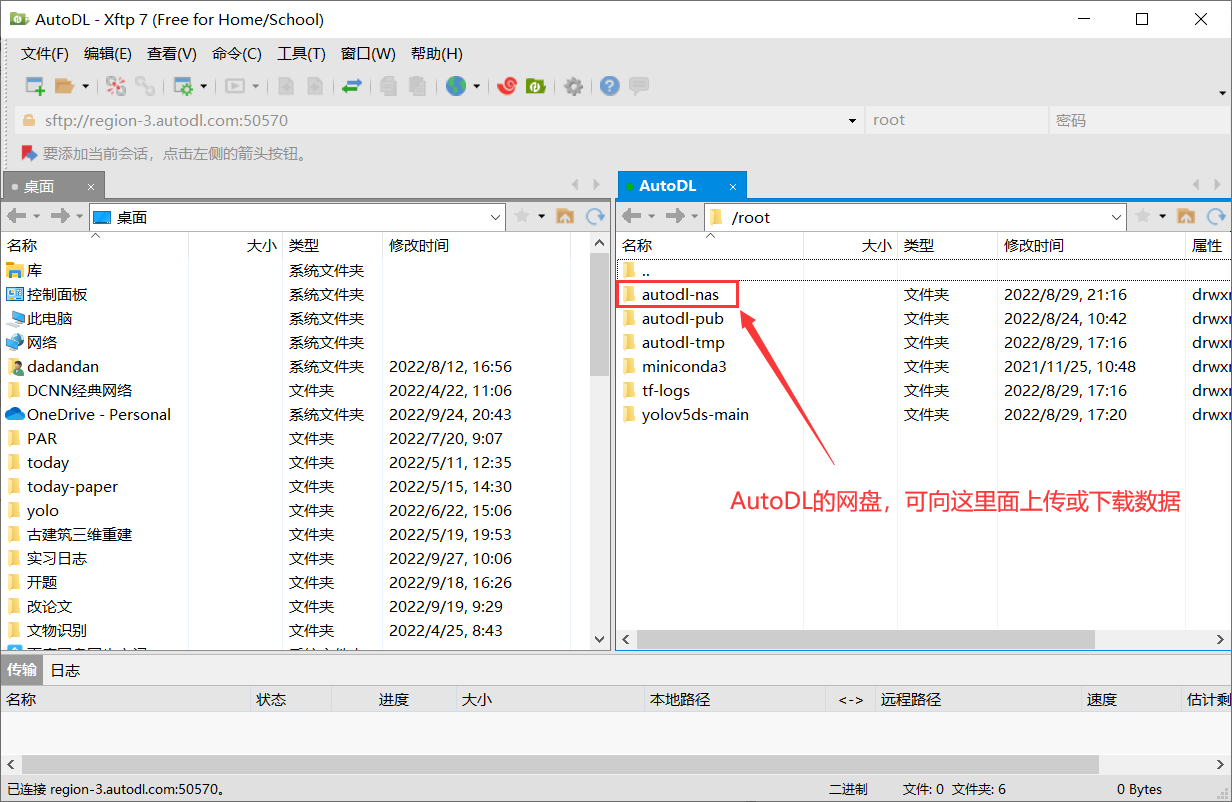 AutoDL - Xftp 7 (Free for Home/School)
文件(F) 编辑(E) 查看(V) 命令(C) 工具(T) 窗口(W) 帮助(H)
sftp://region-3.autodl.com:50570 root 密码
要添加当前会话，点击左侧的箭头按钮。
桌面
桌面
名称 大小 类型 修改时间
库 系统文件夹
控制面板 系统文件夹
此电脑 系统文件夹
网络 系统文件夹
dadandan 系统文件夹 2022/8/12, 16:56
DCNN经典网络 文件夹 2022/4/22, 11:06
OneDrive - Personal 系统文件夹 2022/9/24, 20:43
PAR 文件夹 2022/7/20, 9:07
today 文件夹 2022/5/11, 12:35
today-paper 文件夹 2022/5/15, 14:30
yolo 文件夹 2022/6/22, 15:06
古建筑三维重建 文件夹 2022/5/19, 19:53
实习日志 文件夹 2022/9/27, 10:06
开题 文件夹 2022/9/18, 16:26
改论文 文件夹 2022/9/19, 9:29
文物识别 文件夹 2022/4/25, 8:43
AutoDL
/root
名称 大小 类型 修改时间 属性
..
autodl-nas 文件夹 2022/8/29, 21:16 drwxr
autodl-pub 文件夹 2022/8/24, 10:42 drwxr
autodl-tmp 文件夹 2022/8/29, 17:16 drwxr
miniconda3 文件夹 2021/11/25, 10:48 drwxr
tf-logs 文件夹 2022/8/29, 17:16 drwxr
yolov5ds-main 文件夹 2022/8/29, 17:20 drwxr
AutoDL的网盘，可向这里面上传或下载数据
传输 日志
名称 状态 进度 大小 本地路径 <-> 远程路径 速度 估计剩
已连接 region-3.autodl.com:50570。 二进制 文件: 0 文件夹: 6 0 Bytes